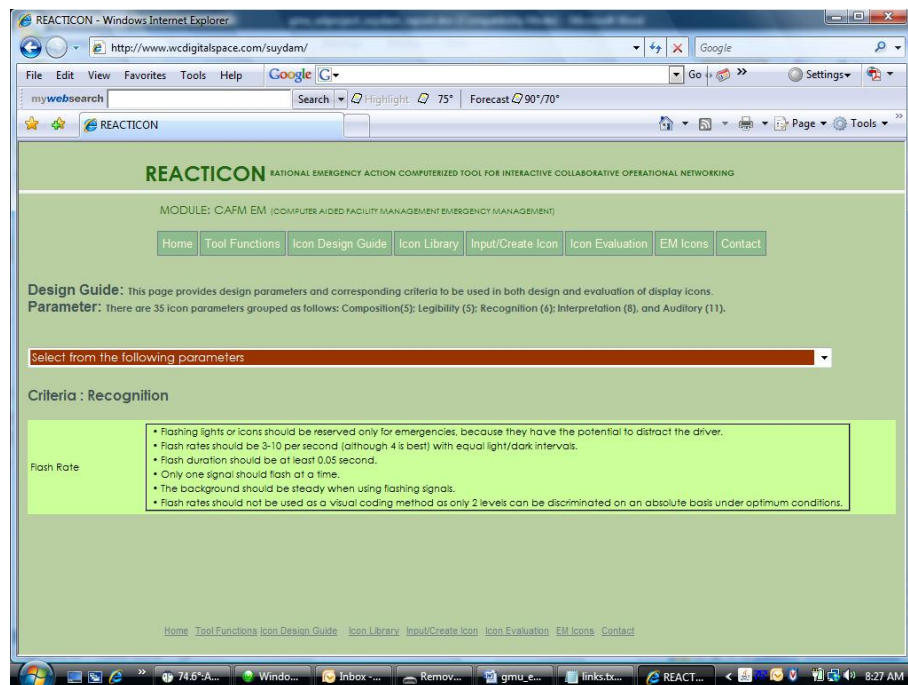 REACTICON - Windows Internet Explorer
http://www.wcdigitalspace.com/suydam/
Google
File Edit View Favorites Tools Help Google G
Go
» Settings
mywebsearch Search Highlight 75° Forecast 90°/70°
REACTICON Page Tools »
REACTICON RATIONAL EMERGENCY ACTION COMPUTERIZED TOOL FOR INTERACTIVE COLLABORATIVE OPERATIONAL NETWORKING
MODULE: CAFM EM (COMPUTER AIDED FACILITY MANAGEMENT EMERGENCY MANAGEMENT)
Home Tool Functions Icon Design Guide Icon Library Input/Create Icon Icon Evaluation EM Icons Contact
Design Guide: This page provides design parameters and corresponding criteria to be used in both design and evaluation of display icons.
Parameter: There are 35 icon parameters grouped as follows: Composition(5); Legibility (5); Recognition (6); Interpretation (8), and Auditory (11).
Select from the following parameters
Criteria : Recognition
Flash Rate
• Flashing lights or icons should be reserved only for emergencies, because they have the potential to distract the driver.
• Flash rates should be 3-10 per second (although 4 is best) with equal light/dark intervals.
• Flash duration should be at least 0.05 second.
• Only one signal should flash at a time.
• The background should be steady when using flashing signals.
• Flash rates should not be used as a visual coding method as only 2 levels can be discriminated on an absolute basis under optimum conditions.
Home Tool Functions Icon Design Guide Icon Library Input/Create Icon Icon Evaluation EM Icons Contact
» 74.6°:A... Windo... Inbox -... Remov... gmu_e... links.tx... REACT... < 8:27 AM